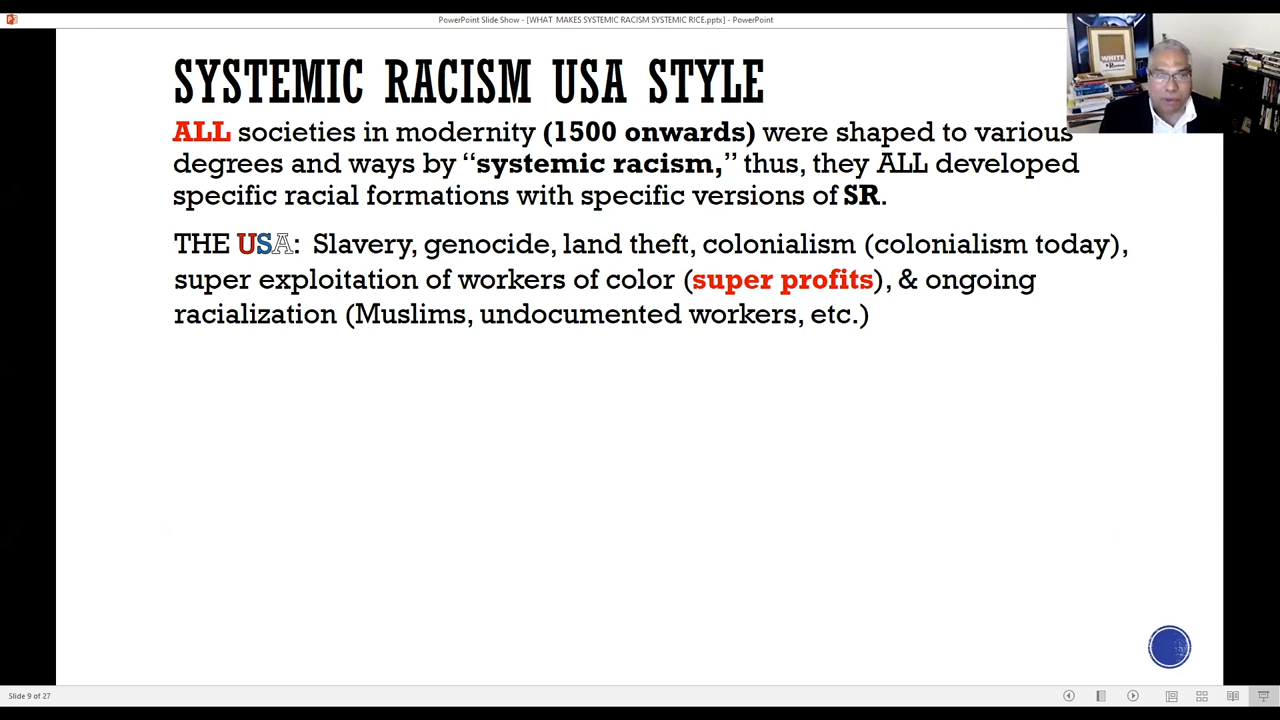 PowerPoint Slide Show - [WHAT MAKES SYSTEMIC RACISM SYSTEMIC RICE.pptx] - PowerPoint
SYSTEMIC RACISM USA STYLE
WHITE
ALL societies in modernity (1500 onwards) were shaped to various
degrees and ways by “systemic racism,” thus, they ALL developed
specific racial formations with specific versions of SR.
THE USA: Slavery, genocide, land theft, colonialism (colonialism today),
super exploitation of workers of color (super profits), & ongoing
racialization (Muslims, undocumented workers, etc.)
Slide 9 of 27